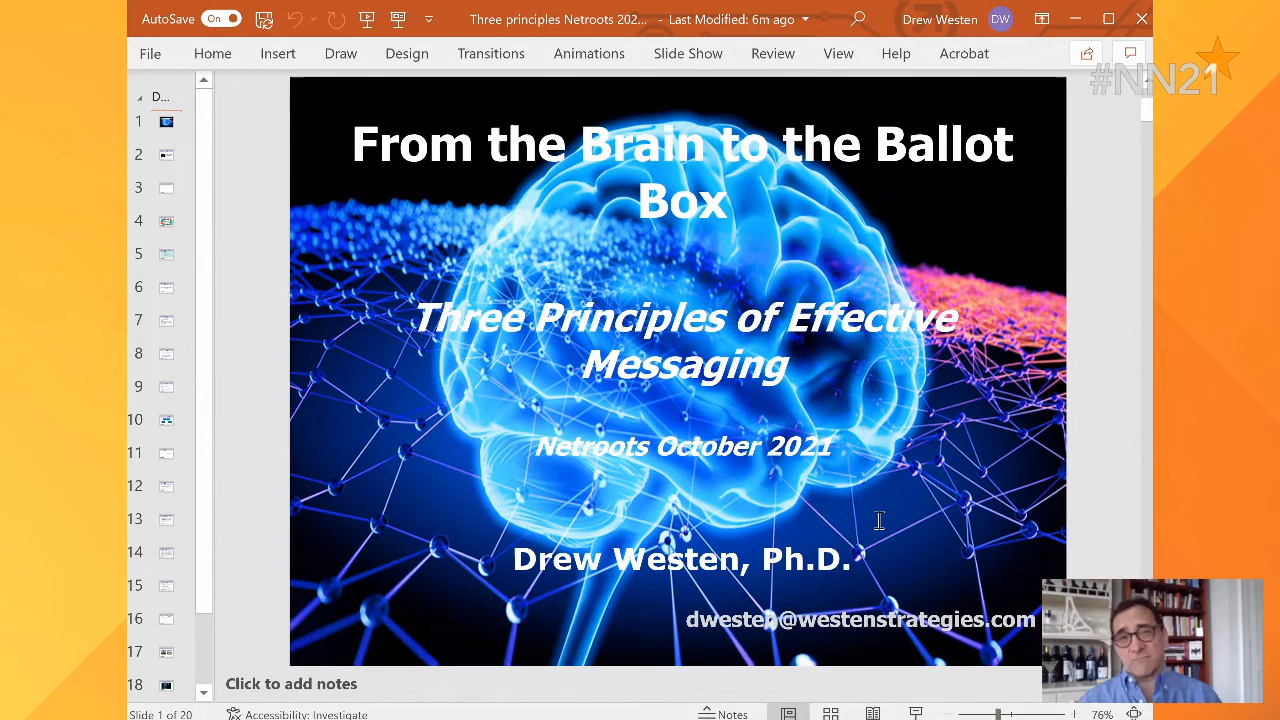 AutoSave On Three principles Netroots 202... - Last Modified: 6m ago Drew Westen DW
File Home Insert Draw Design Transitions Animations Slide Show Review View Help Acrobat
#NN21
D...
1
2
3
4
5
6
7
8
9
10
11
12
13
14
15
16
17
18
From the Brain to the Ballot
Box
Three Principles of Effective
Messaging
Netroots October 2021
Drew Westen, Ph.D.
dwesten@westenstrategies.com
Click to add notes
Slide 1 of 20 Accessibility: Investigate Notes 76%